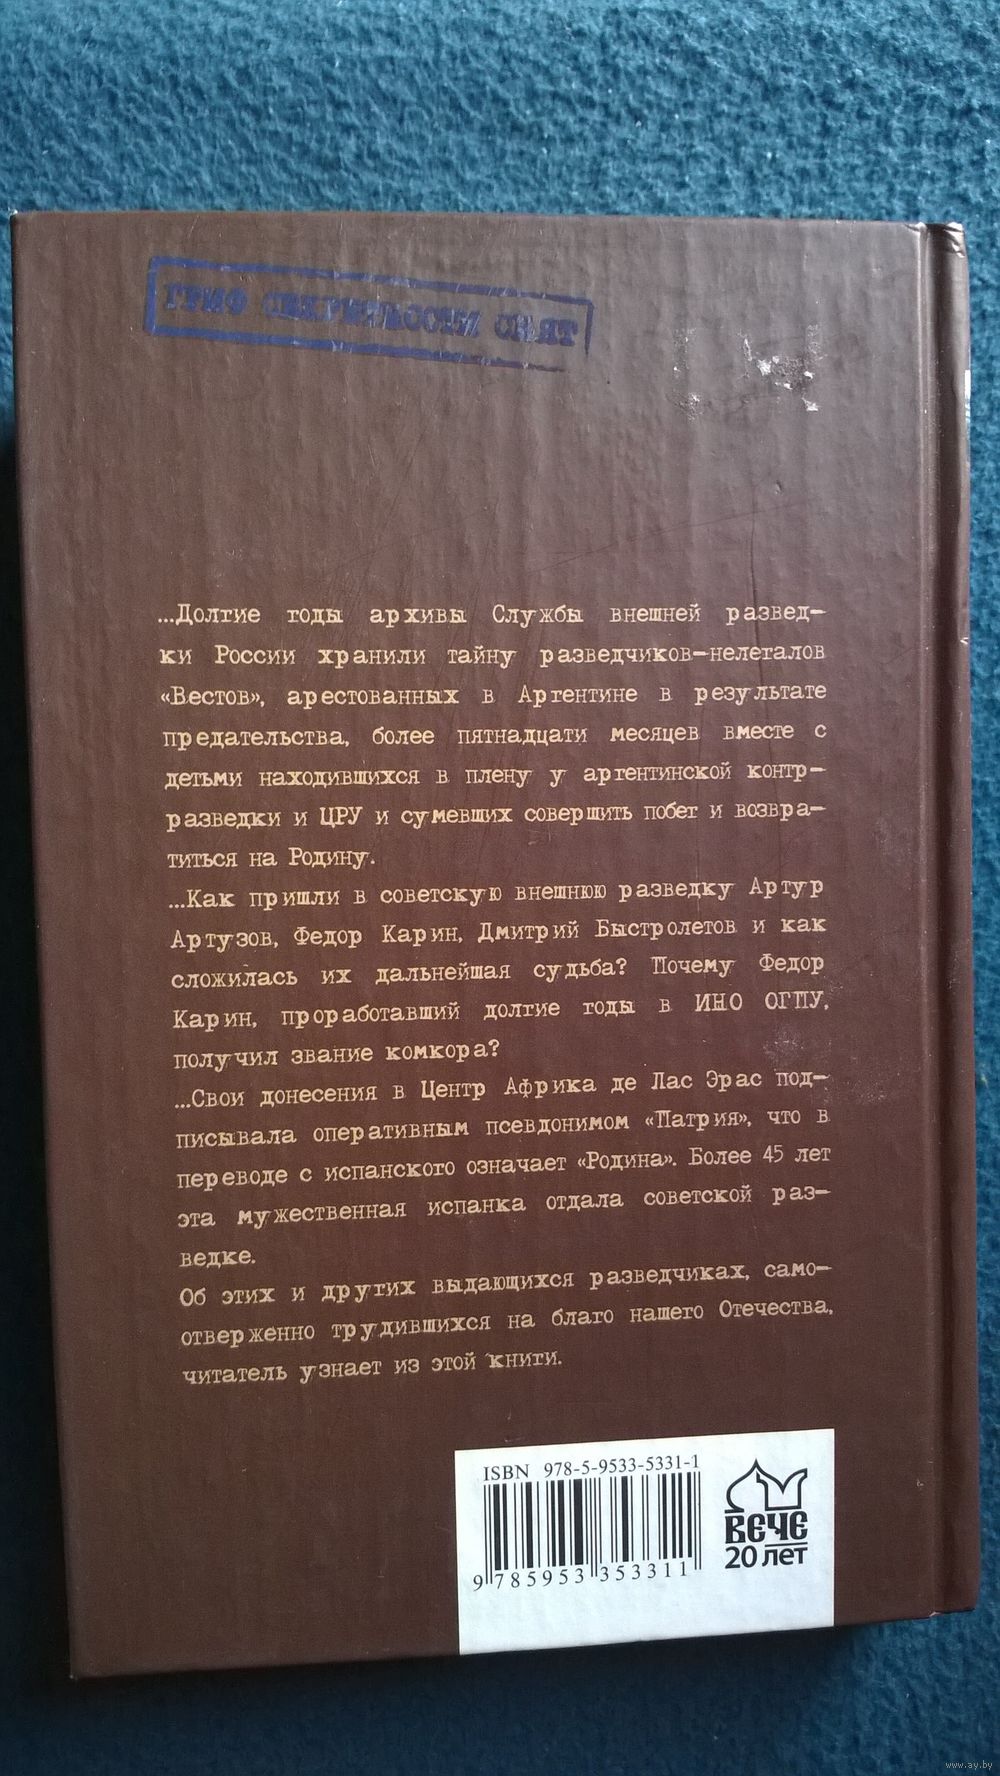 ГРИФ СЕКРЕТНОСТИ СНЯТ
...Долгие годы архивы Службы внешней развед-
ки России хранили тайну разведчиков-нелегалов
«Вестов», арестованных в Аргентине в результате
предательства, более пятнадцати месяцев вместе с
детьми находившихся в плену у аргентинской контр-
разведки и ЦРУ и сумевших совершить побег и возвра-
титься на Родину.
...Как пришли в советскую внешнюю разведку Артур
Артузов, Федор Карин, Дмитрий Быстролетов и как
сложилась их дальнейшая судьба? Почему Федор
Карин, проработавший долгие годы в ИНО ОГПУ,
получил звание комкора?
...Свои донесения в Центр Африка де Лас Эрас под-
писывала оперативным псевдонимом «Патрия», что в
переводе с испанского означает «Родина». Более 45 лет
эта мужественная испанка отдала советской раз-
ведке.
Об этих и других выдающихся разведчиках, само-
отверженно трудившихся на благо нашего Отечества,
читатель узнает из этой книги.
ISBN 978-5-9533-5331-1
9 785953 353311
ВЕЧЕ
20 лет
www.ay.by